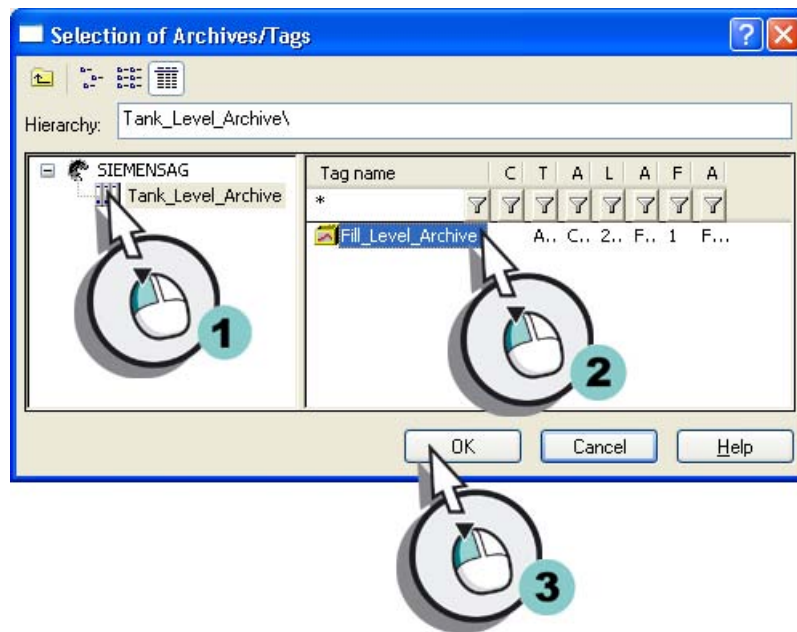 Selection of Archives/Tags
Hierarchy: Tank_Level_Archive\
SIEMENSAG
Tank_Level_Archive
Tag name C T A L A F A
*
Fill_Level_Archive A.. C.. 2.. F.. 1 F...
1
2
OK Cancel Help
3